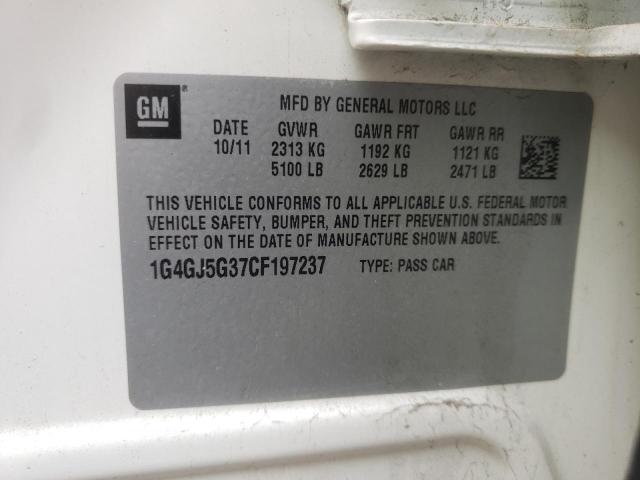 GM
MFD BY GENERAL MOTORS LLC
DATE GVWR GAWR FRT GAWR RR
10/11 2313 KG 1192 KG 1121 KG
5100 LB 2629 LB 2471 LB
THIS VEHICLE CONFORMS TO ALL APPLICABLE U.S. FEDERAL MOTOR
VEHICLE SAFETY, BUMPER, AND THEFT PREVENTION STANDARDS IN
EFFECT ON THE DATE OF MANUFACTURE SHOWN ABOVE.
1G4GJ5G37CF197237 TYPE: PASS CAR